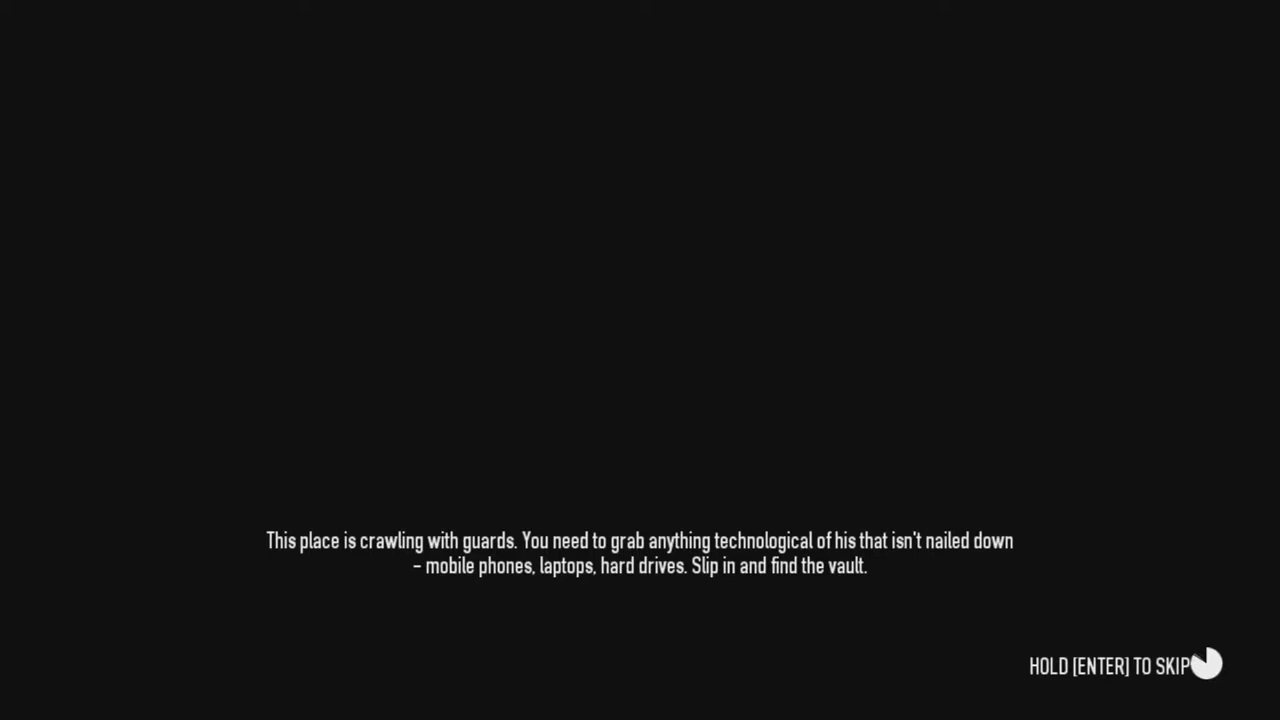 This place is crawling with guards. You need to grab anything technological of his that isn't nailed down
- mobile phones, laptops, hard drives. Slip in and find the vault.
HOLD [ENTER] TO SKIP